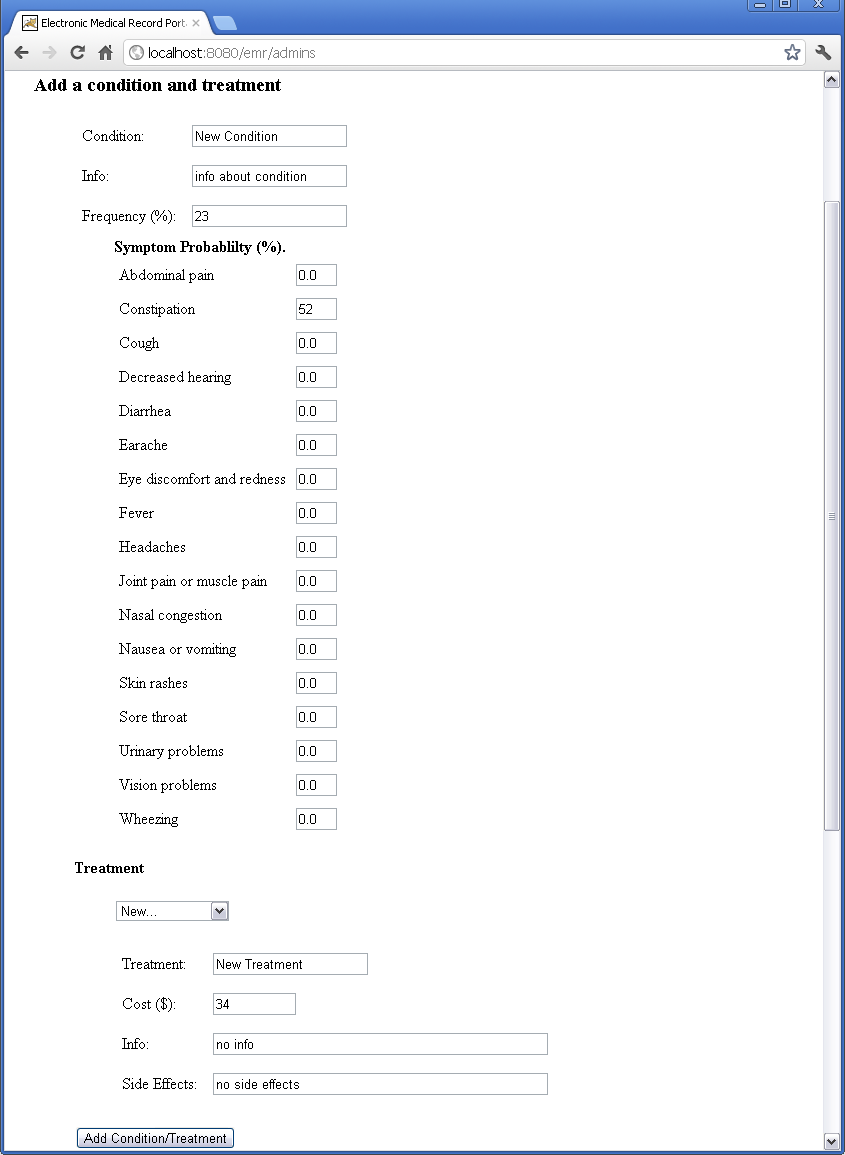 Electronic Medical Record Port
localhost:8080/emr/admins
Add a condition and treatment
Condition: New Condition
Info: info about condition
Frequency (%): 23
Symptom Probablilty (%).
Abdominal pain 0.0
Constipation 52
Cough 0.0
Decreased hearing 0.0
Diarrhea 0.0
Earache 0.0
Eye discomfort and redness 0.0
Fever 0.0
Headaches 0.0
Joint pain or muscle pain 0.0
Nasal congestion 0.0
Nausea or vomiting 0.0
Skin rashes 0.0
Sore throat 0.0
Urinary problems 0.0
Vision problems 0.0
Wheezing 0.0
Treatment
New...
Treatment: New Treatment
Cost ($): 34
Info: no info
Side Effects: no side effects
Add Condition/Treatment